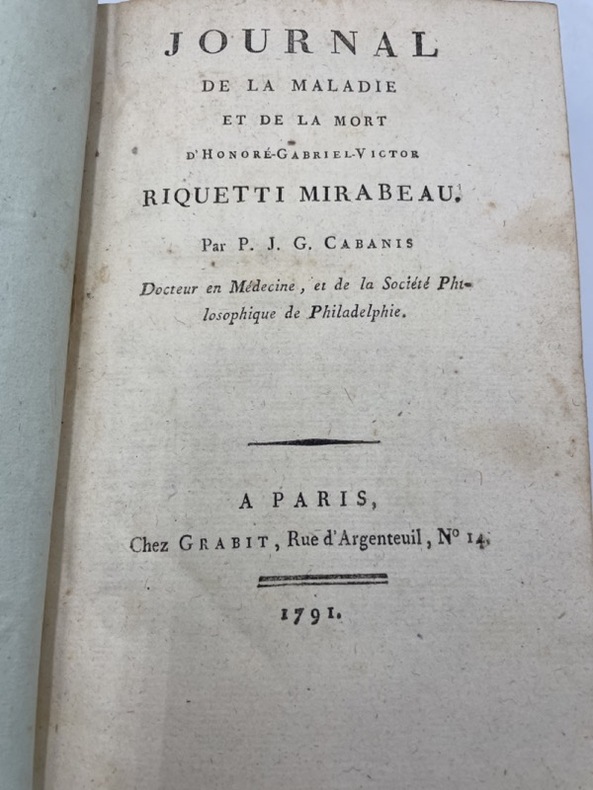 JOURNAL
DE LA MALADIE
ET DE LA MORT
D'HONORÉ-GABRIEL-VICTOR
RIQUETTI MIRABEAU.
Par P. J. G. CABANIS
Docteur en Médecine, et de la Société Phi-
losophique de Philadelphie.
A PARIS,
Chez GRABIT, Rue d'Argenteuil, Nº 14.
1791.